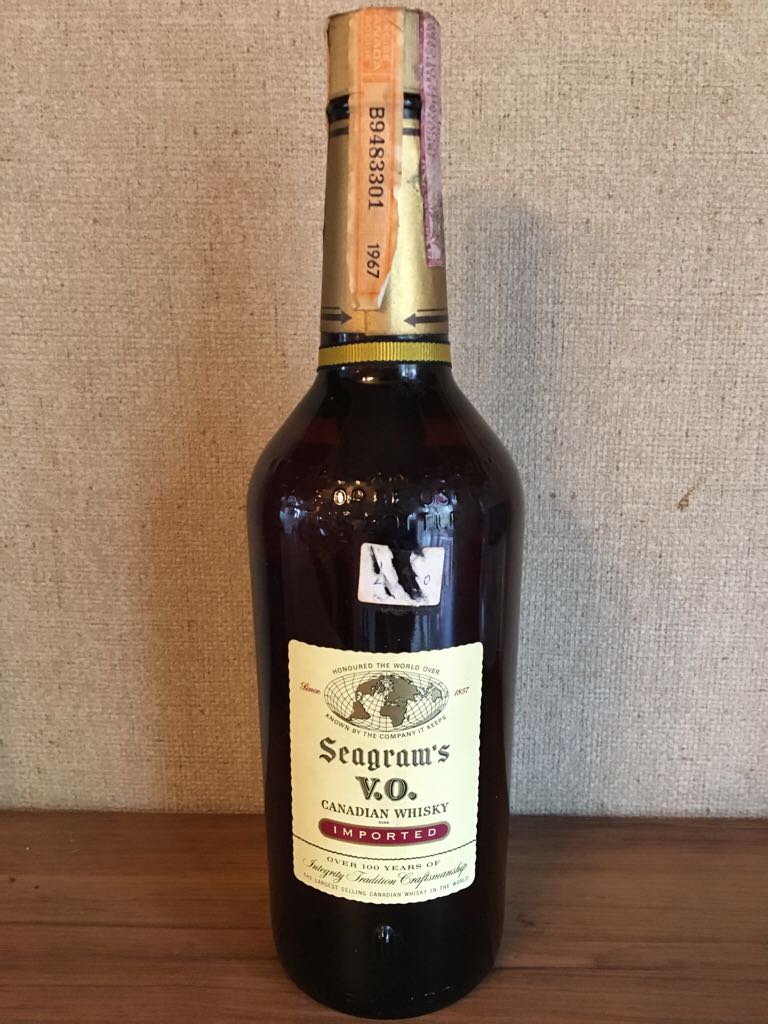 B9483301 1967
HONOURED THE WORLD OVER
Since 1857
KNOWN BY THE COMPANY IT KEEPS
Seagram's
V.O.
CANADIAN WHISKY
IMPORTED
OVER 100 YEARS OF
Integrity Tradition Craftsmanship
THE LARGEST SELLING CANADIAN WHISKY IN THE WORLD